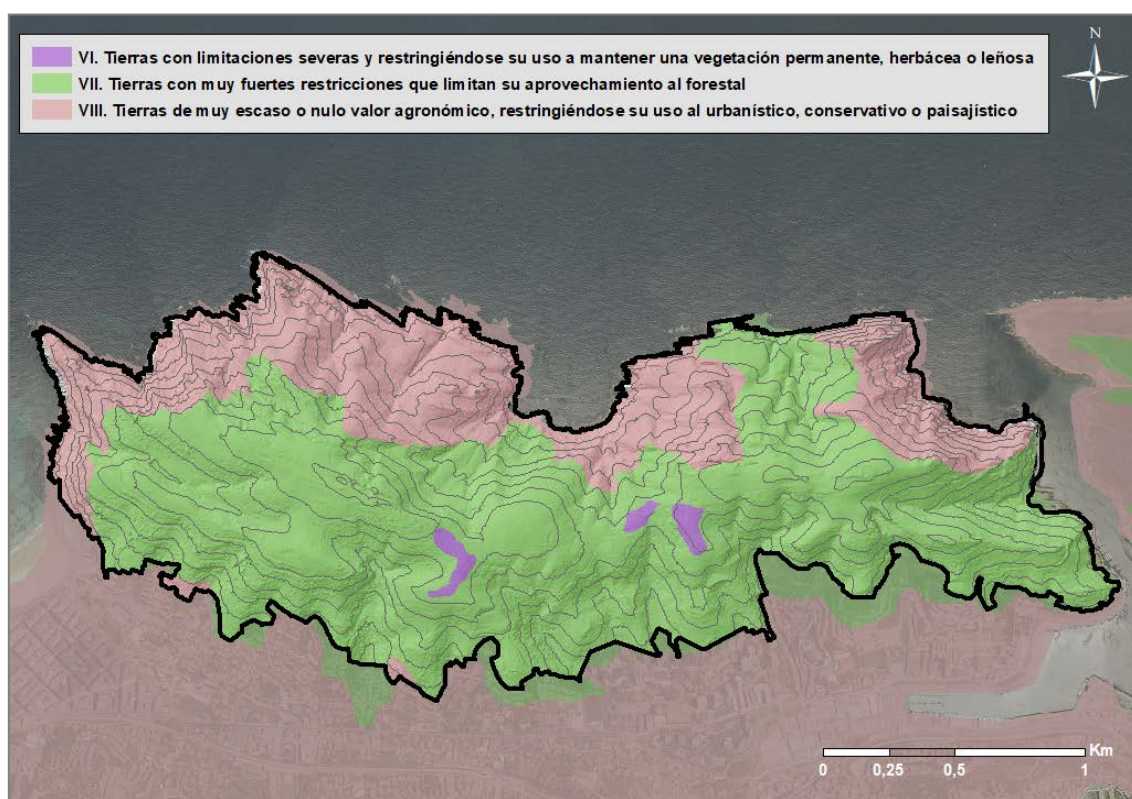 VI. Tierras con limitaciones severas y restringiéndose su uso a mantener una vegetación permanente, herbácea o leñosa
VII. Tierras con muy fuertes restricciones que limitan su aprovechamiento al forestal
VIII. Tierras de muy escaso o nulo valor agronómico, restringiéndose su uso al urbanístico, conservativo o paisajístico
N
Km
0 0,25 0,5 1